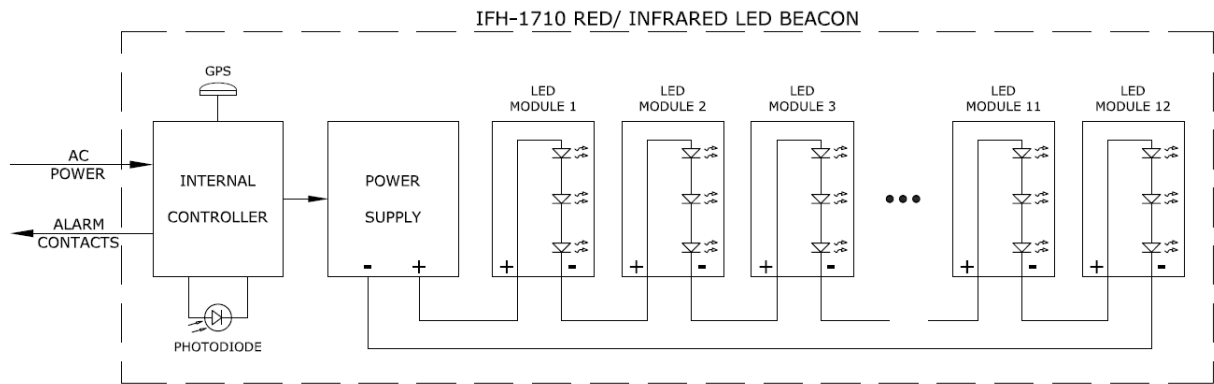 IFH-1710 RED/ INFRARED LED BEACON
GPS
LED
MODULE 1
LED
MODULE 2
LED
MODULE 3
LED
MODULE 11
LED
MODULE 12
AC
POWER
INTERNAL
CONTROLLER
POWER
SUPPLY
ALARM
CONTACTS
- +
+ -
+ -
+ -
+ -
+ -
PHOTODIODE